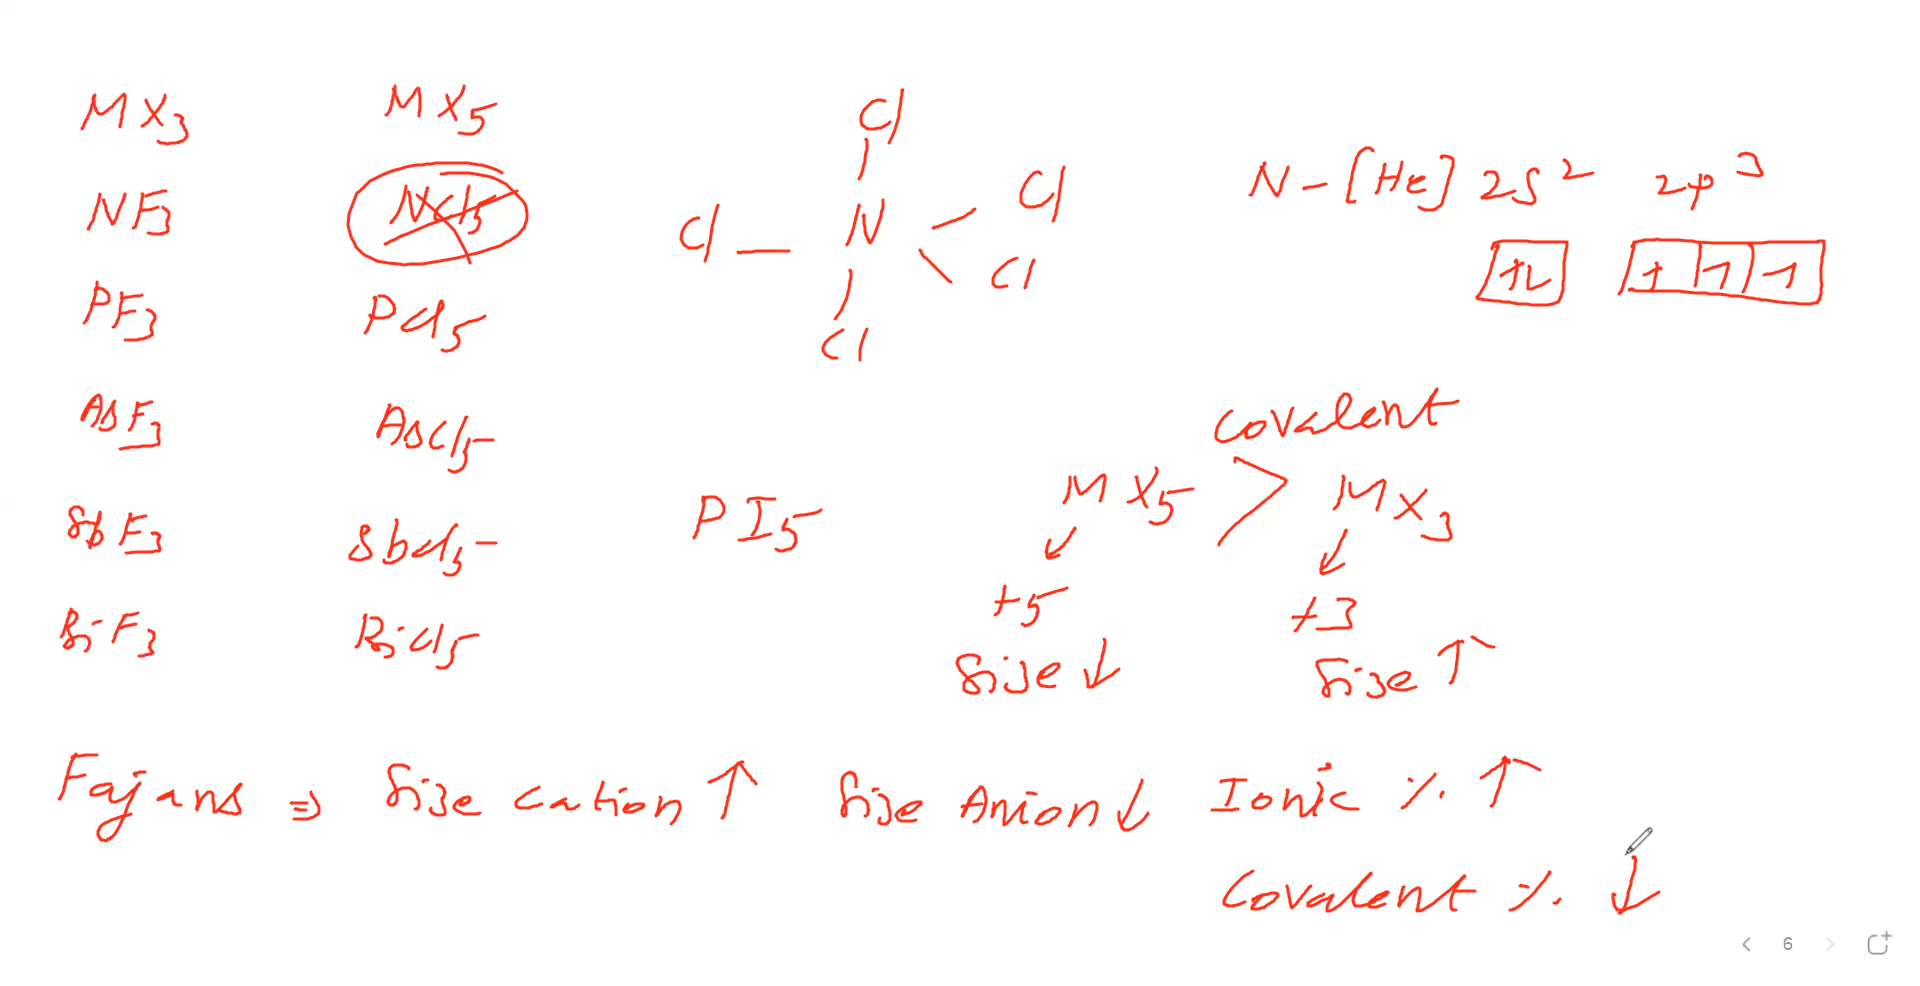 MX3 MX5
NF3 NCl5
PF3 PCl5
AsF3 AsCl5
SbF3 SbCl5
BiF3 BiCl5
Cl
Cl — N Cl
Cl
Cl
N - [He] 2s² 2p³
PI5
Covalent
MX5 > MX3
+5 +3
Size ↓ Size ↑
Fajans ⇒ Size cation ↑ Size Anion ↓ Ionic %. ↑
Covalent %. ↓
6